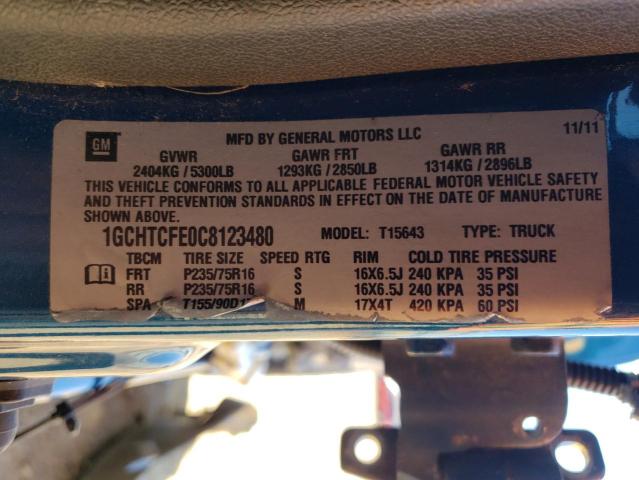 GM
MFD BY GENERAL MOTORS LLC 11/11
GVWR GAWR FRT GAWR RR
2404KG / 5300LB 1293KG / 2850LB 1314KG / 2896LB
THIS VEHICLE CONFORMS TO ALL APPLICABLE FEDERAL MOTOR VEHICLE SAFETY
AND THEFT PREVENTION STANDARDS IN EFFECT ON THE DATE OF MANUFACTURE
SHOWN ABOVE.
1GCHTCFE0C8123480 MODEL: T15643 TYPE: TRUCK
TBCM TIRE SIZE SPEED RTG RIM COLD TIRE PRESSURE
FRT P235/75R16 S 16X6.5J 240 KPA 35 PSI
RR P235/75R16 S 16X6.5J 240 KPA 35 PSI
SPA M 17X4T 420 KPA 60 PSI